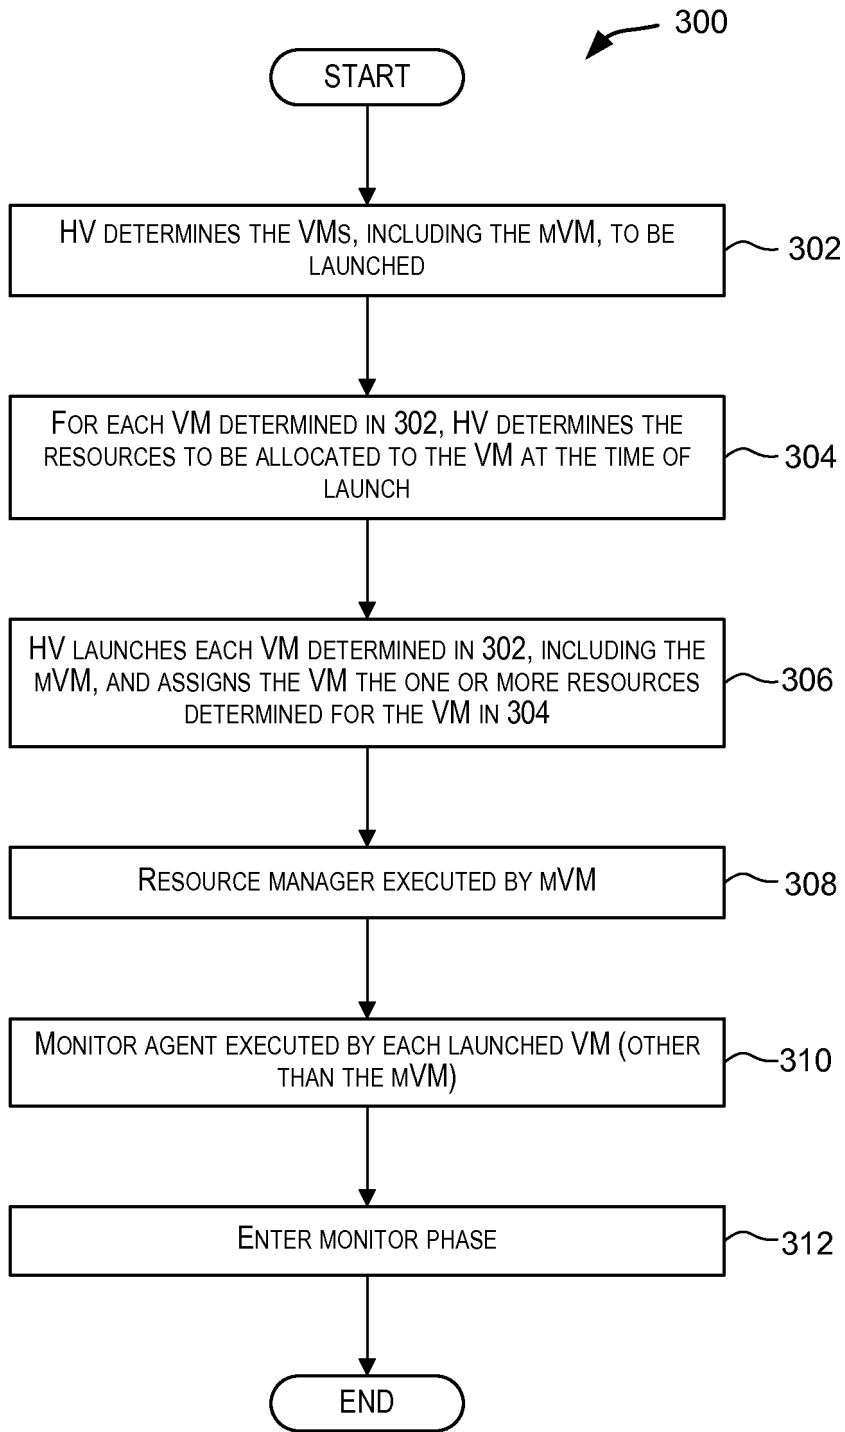 300
START
HV DETERMINES THE VMS, INCLUDING THE MVM, TO BE
LAUNCHED
302
FOR EACH VM DETERMINED IN 302, HV DETERMINES THE
RESOURCES TO BE ALLOCATED TO THE VM AT THE TIME OF
LAUNCH
304
HV LAUNCHES EACH VM DETERMINED IN 302, INCLUDING THE
MVM, AND ASSIGNS THE VM THE ONE OR MORE RESOURCES
DETERMINED FOR THE VM IN 304
306
RESOURCE MANAGER EXECUTED BY MVM
308
MONITOR AGENT EXECUTED BY EACH LAUNCHED VM (OTHER
THAN THE MVM)
310
ENTER MONITOR PHASE
312
END